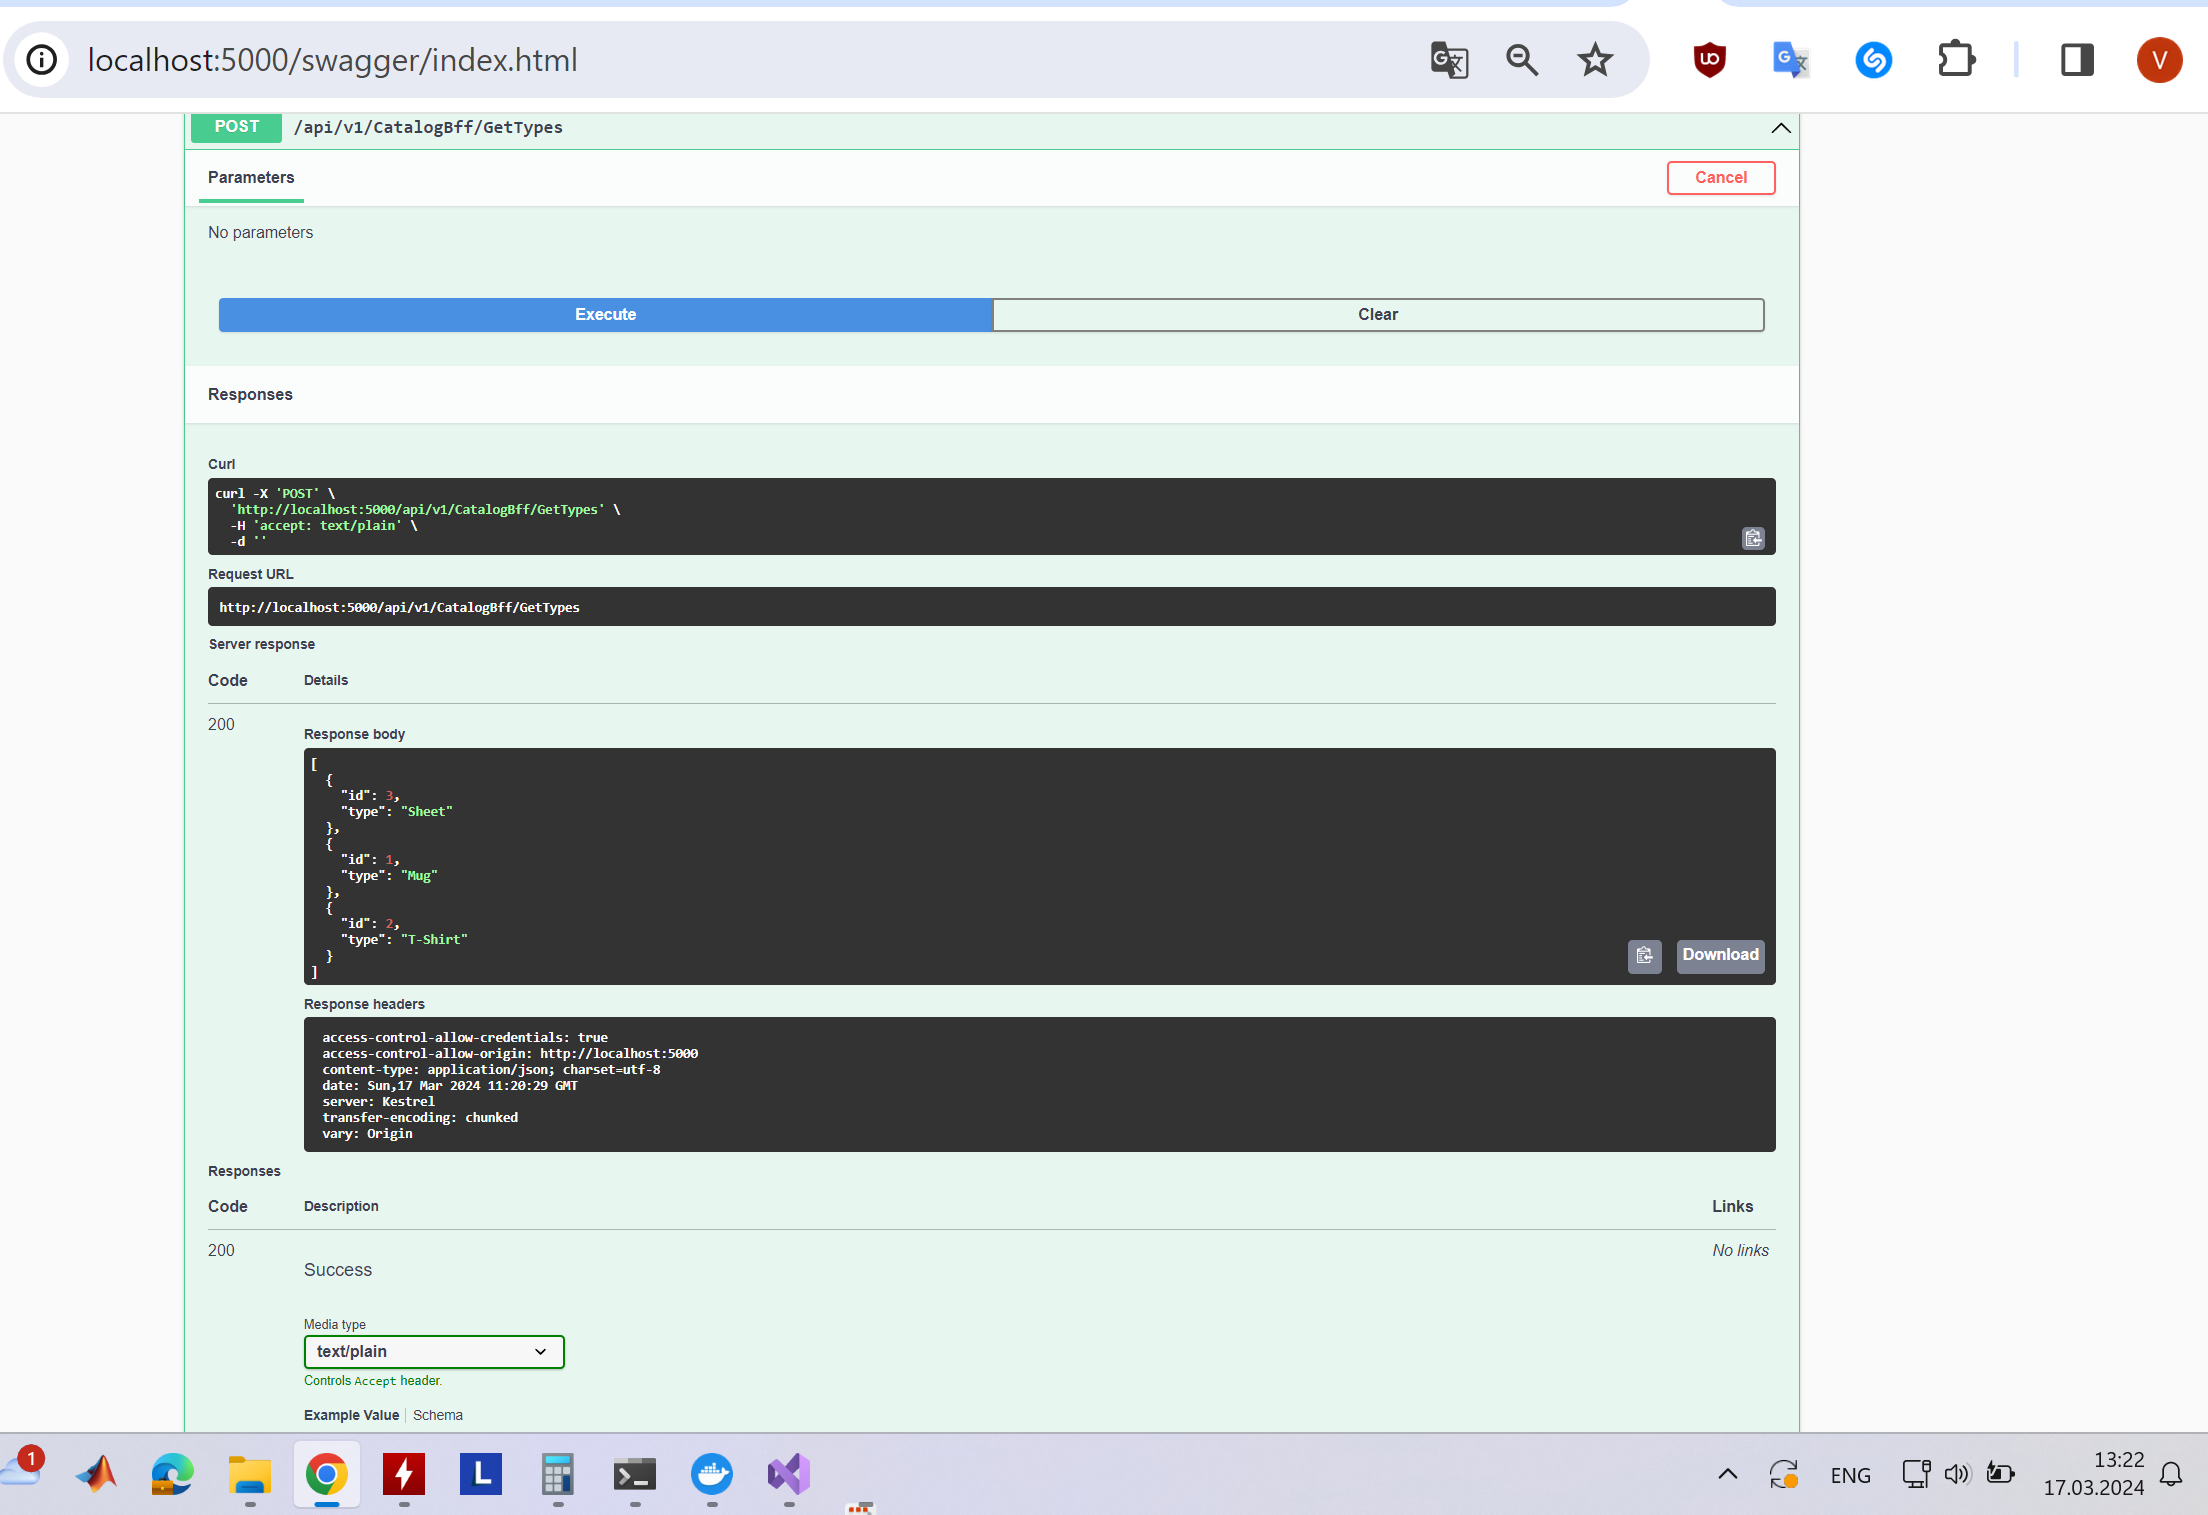 localhost:5000/swagger/index.html
V
POST /api/v1/CatalogBff/GetTypes
Parameters
Cancel
No parameters
Execute
Clear
Responses
Curl
curl -X 'POST' \
'http://localhost:5000/api/v1/CatalogBff/GetTypes' \
-H 'accept: text/plain' \
-d ''
Request URL
http://localhost:5000/api/v1/CatalogBff/GetTypes
Server response
Code Details
200
Response body
[
{
"id": 3,
"type": "Sheet"
},
{
"id": 1,
"type": "Mug"
},
{
"id": 2,
"type": "T-Shirt"
}
]
Download
Response headers
access-control-allow-credentials: true
access-control-allow-origin: http://localhost:5000
content-type: application/json; charset=utf-8
date: Sun,17 Mar 2024 11:20:29 GMT
server: Kestrel
transfer-encoding: chunked
vary: Origin
Responses
Code Description Links
200 No links
Success
Media type
text/plain
Controls Accept header.
Example Value Schema
1
L
ENG
13:22
17.03.2024